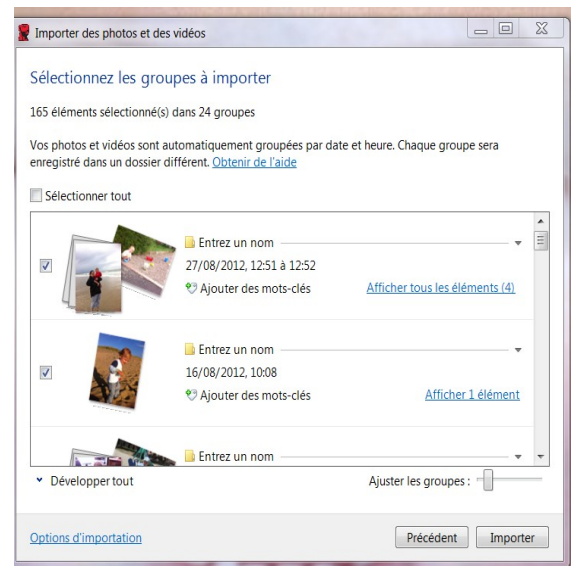 Importer des photos et des vidéos
Sélectionnez les groupes à importer
165 éléments sélectionné(s) dans 24 groupes
Vos photos et vidéos sont automatiquement groupées par date et heure. Chaque groupe sera
enregistré dans un dossier différent. Obtenir de l'aide
Sélectionner tout
Entrez un nom
27/08/2012, 12:51 à 12:52
Ajouter des mots-clés Afficher tous les éléments (4)
Entrez un nom
16/08/2012, 10:08
Ajouter des mots-clés Afficher 1 élément
Entrez un nom
Développer tout Ajuster les groupes :
Options d'importation Précédent Importer